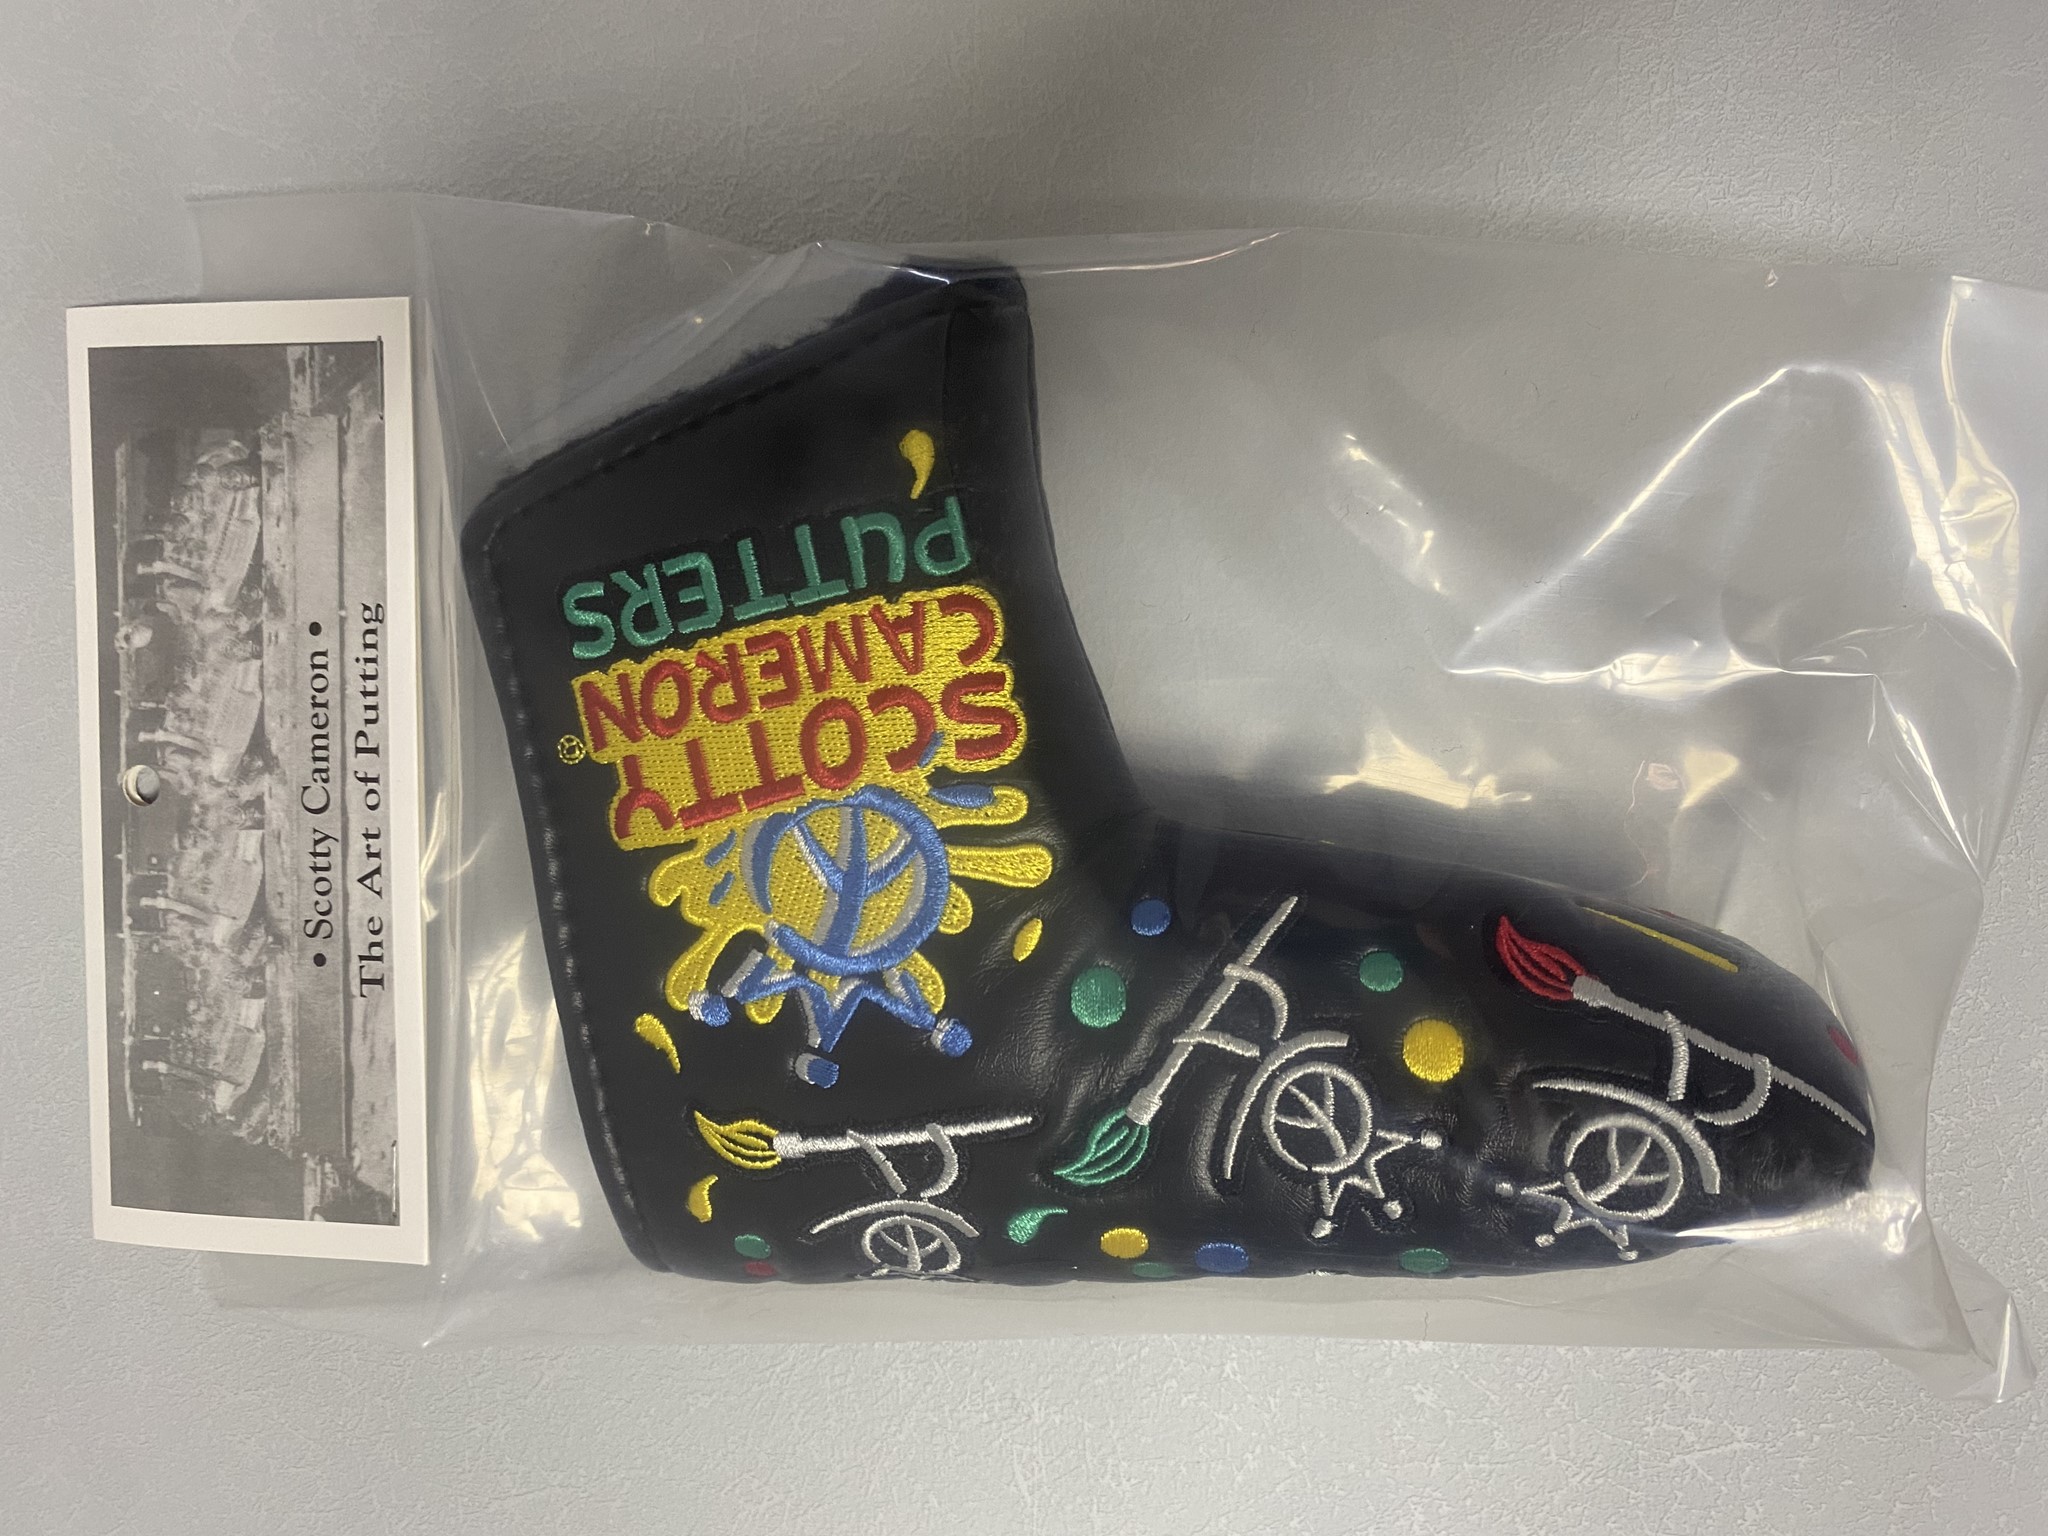 • Scotty Cameron •
The Art of Putting
SCOTTY
CAMERON
PUTTERS
®